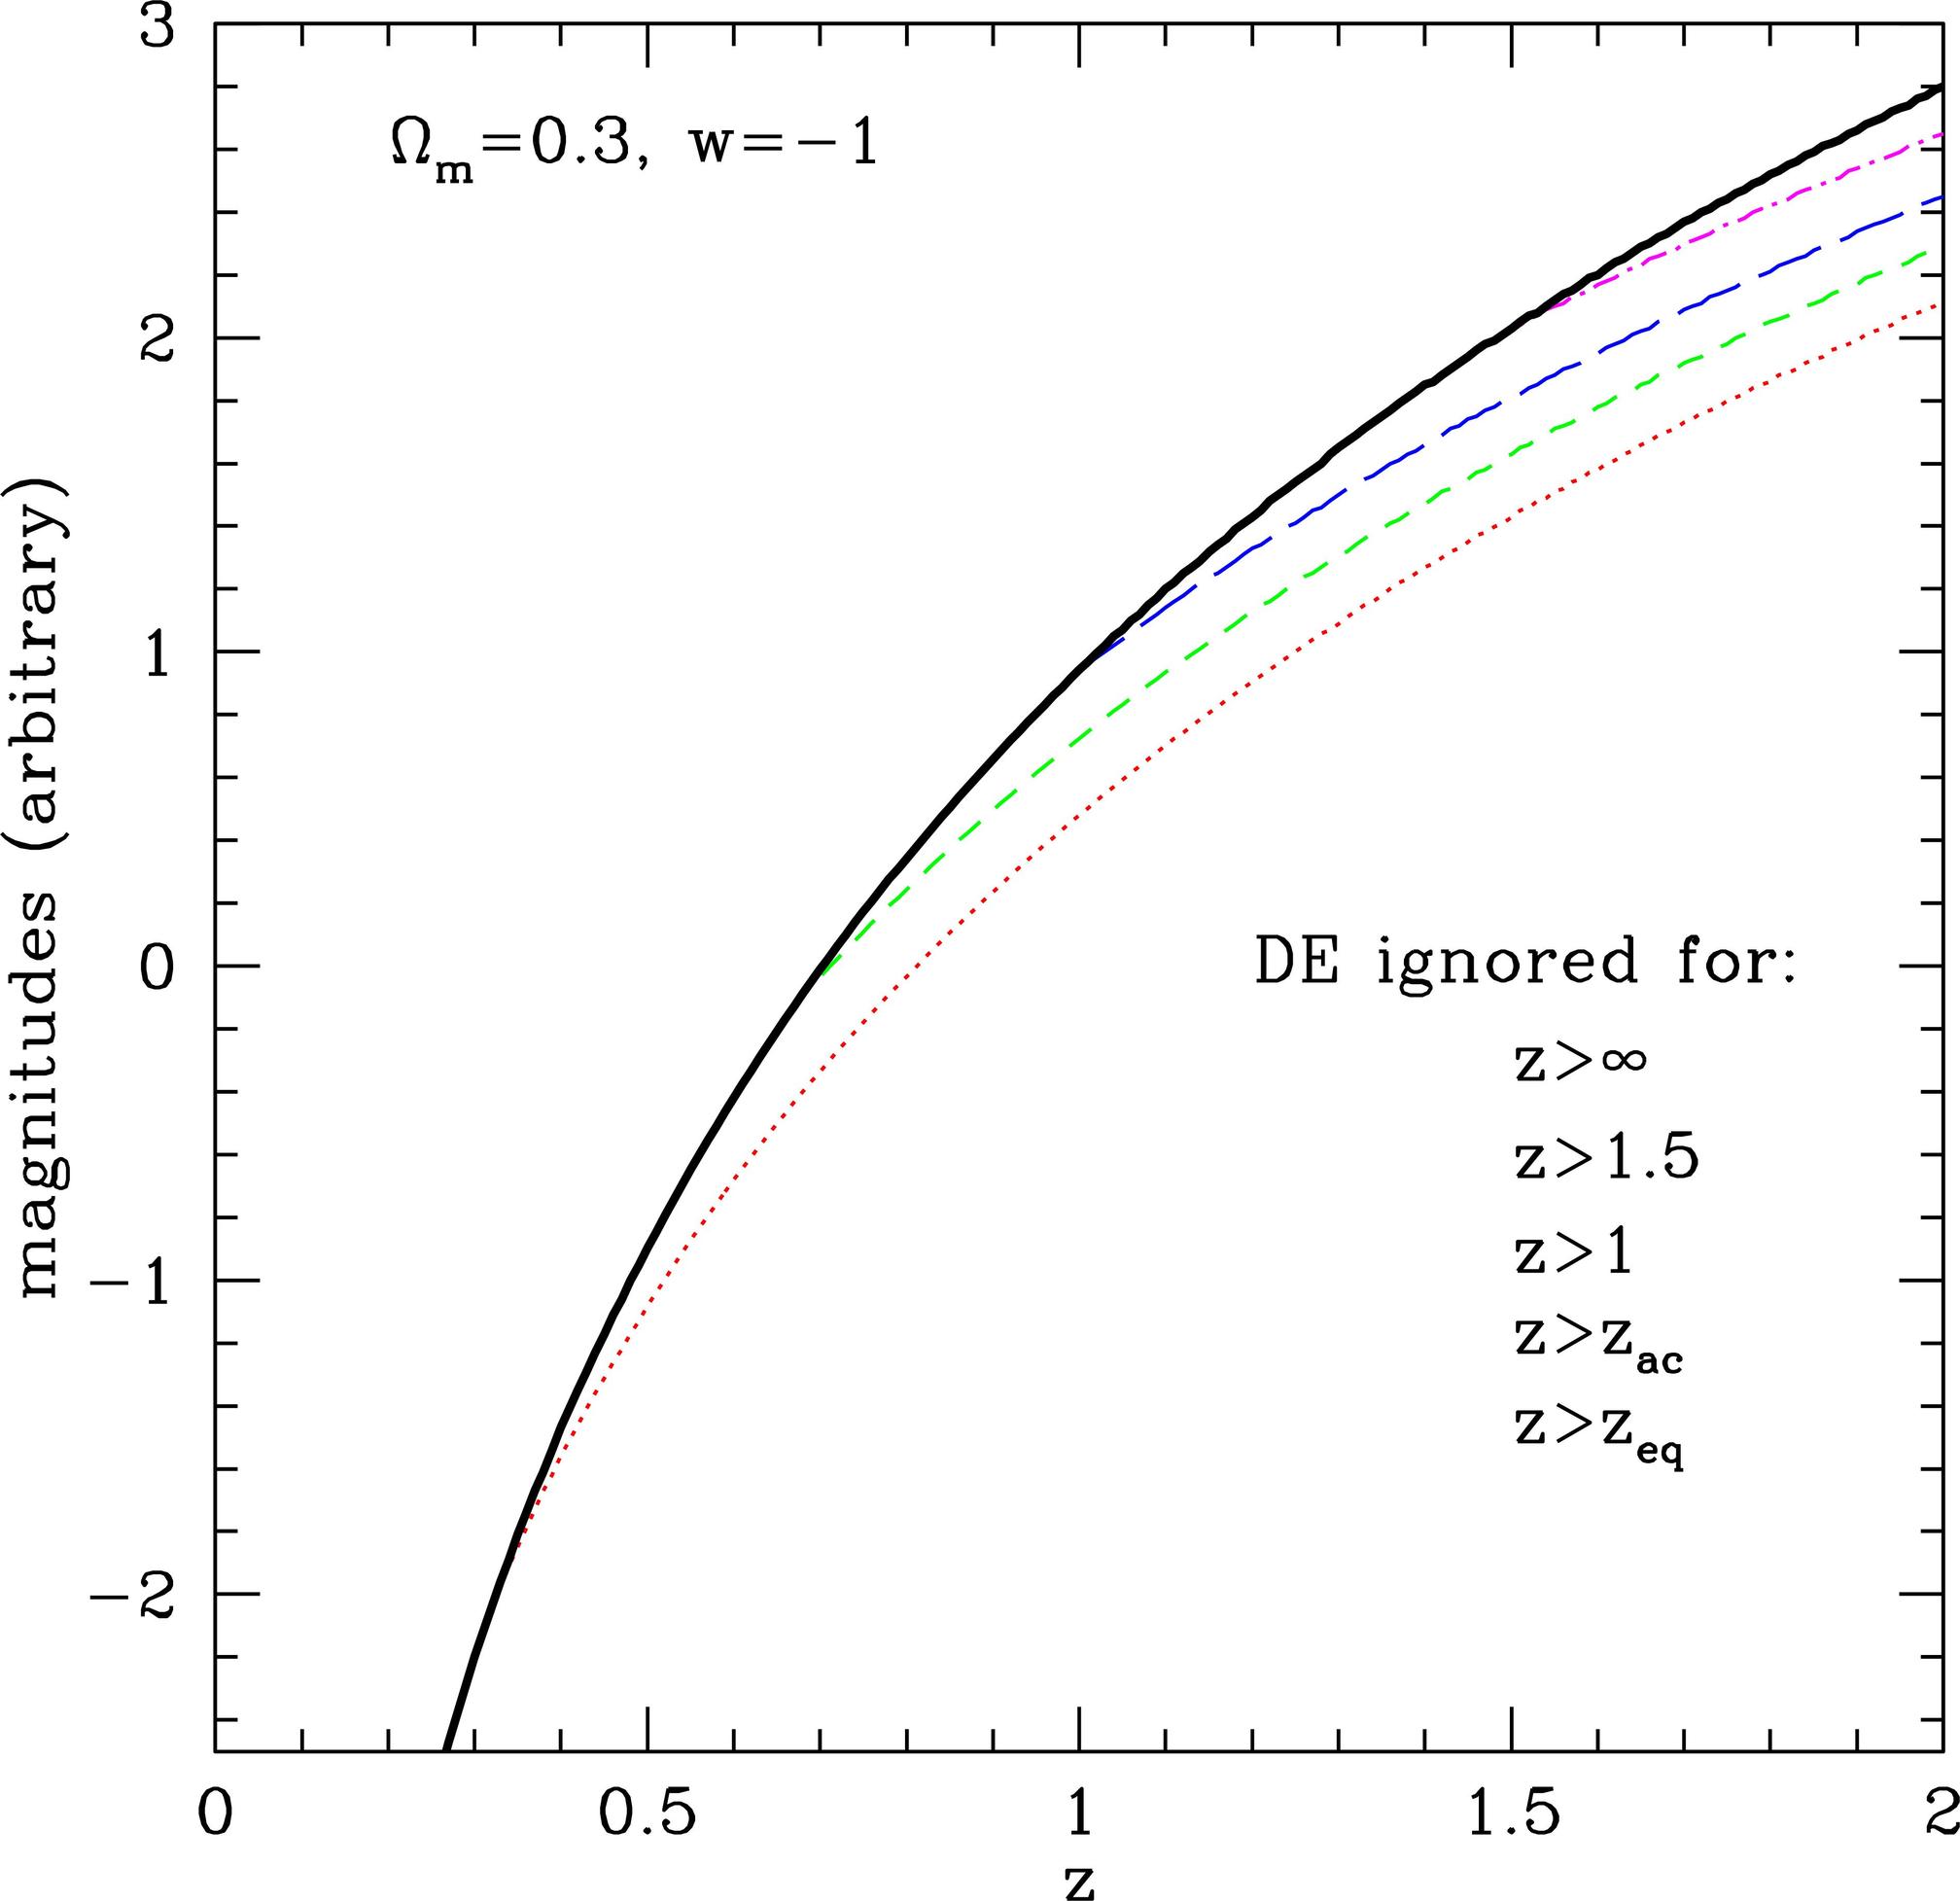 3
Ωm=0.3, w=−1
2
magnitudes (arbitrary)
1
0
DE ignored for:
z>∞
z>1.5
z>1
−1
z>zac
z>zeq
−2
0 0.5 1 1.5 2
z